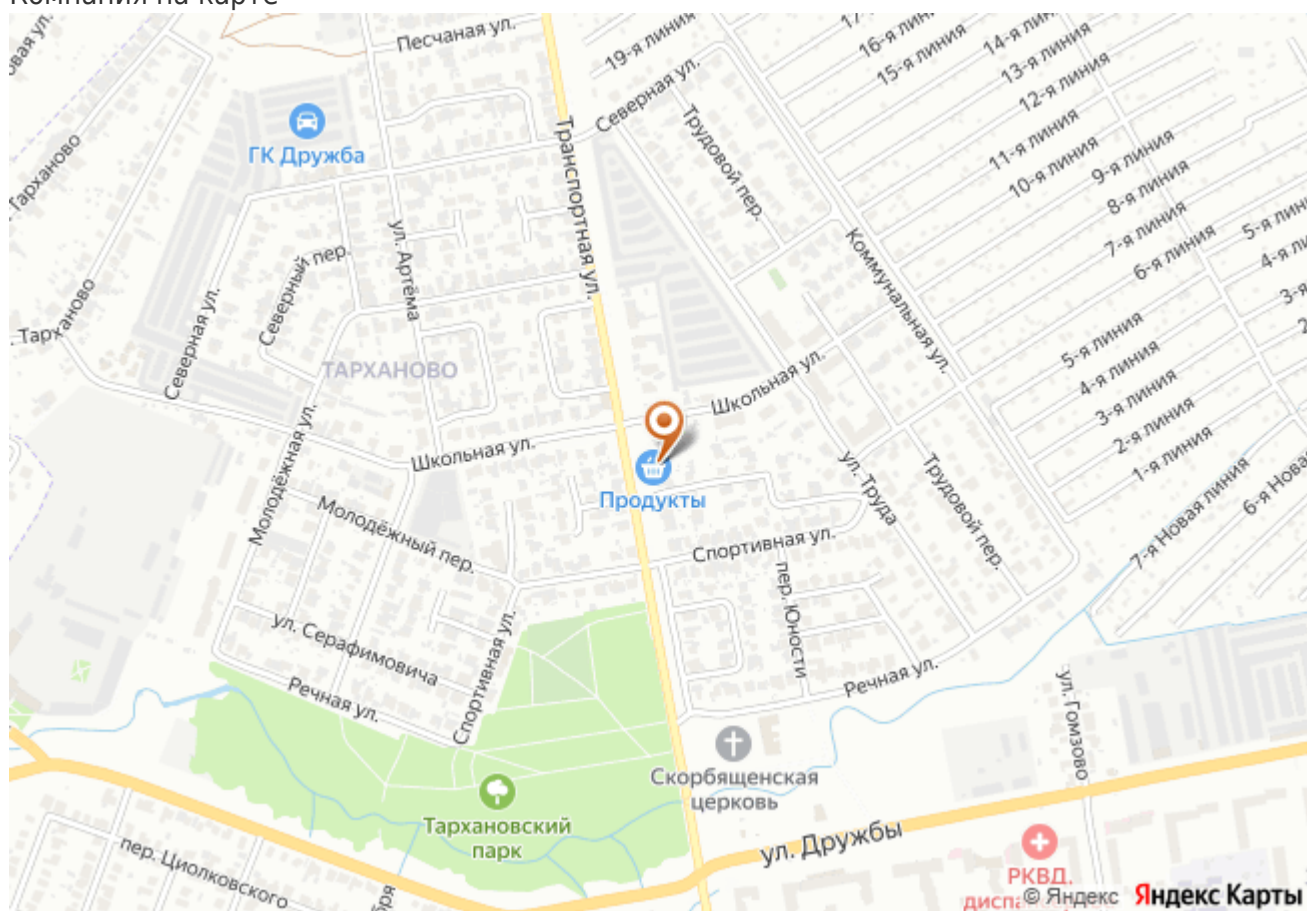 Компания на карте
Песчаная ул.
19-я линия
16-я линия
15-я линия
14-я линия
13-я линия
12-я линия
11-я линия
10-я линия
9-я линия
8-я линия
7-я линия
6-я линия
5-я линия
4-я линия
3-я линия
2-я линия
1-я линия
Северная ул.
Трудовой пер.
ГК Дружба
Транспортная ул.
Тарханово
ул. Артёма
Коммунальная ул.
Северный пер.
Северная ул.
Тарханово
ТАРХАНОВО
Школьная ул.
Школьная ул.
Молодёжная ул.
Продукты
ул. Труда
Трудовой пер.
7-я Новая линия
Молодёжный пер.
Спортивная ул.
пер. Юности
ул. Серафимовича
Спортивная ул.
Речная ул.
Речная ул.
ул. Гомзово
Скорбященская
церковь
Тархановский
парк
ул. Дружбы
пер. Циолковского
РКВД,
© Яндекс Яндекс Карты